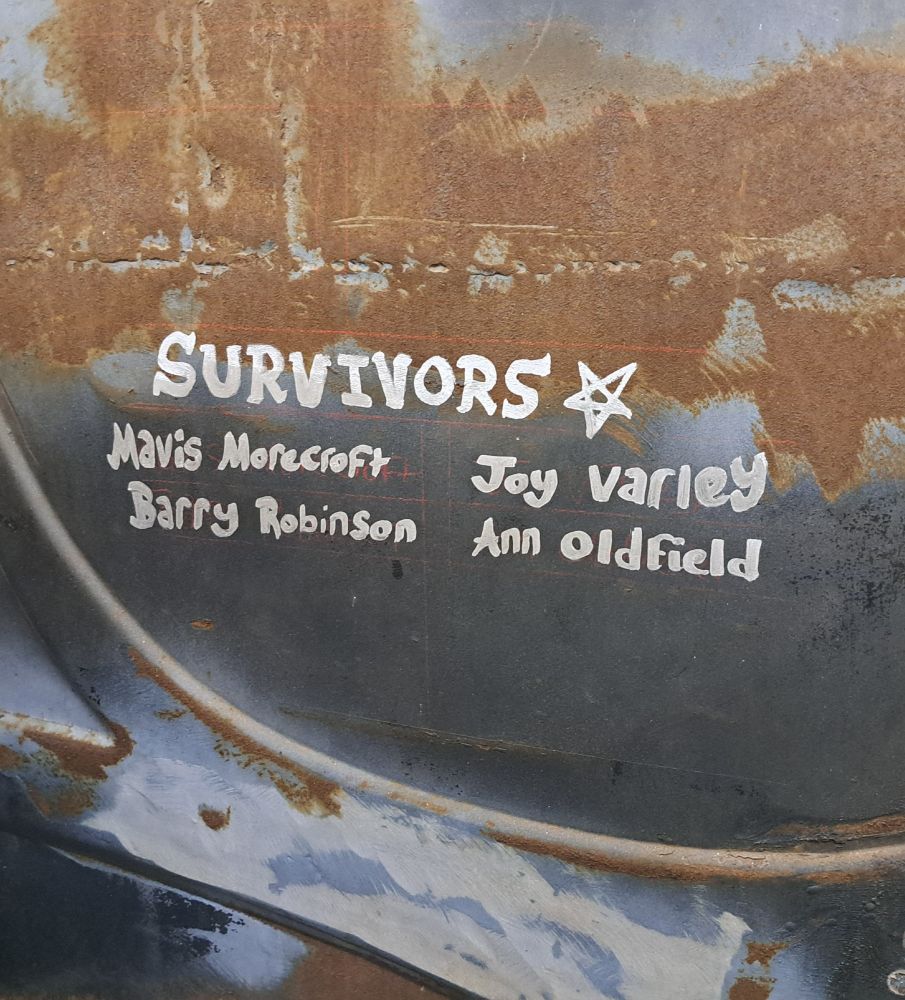 SURVIVORS
Mavis Morecroft Joy Varley
Barry Robinson Ann Oldfield